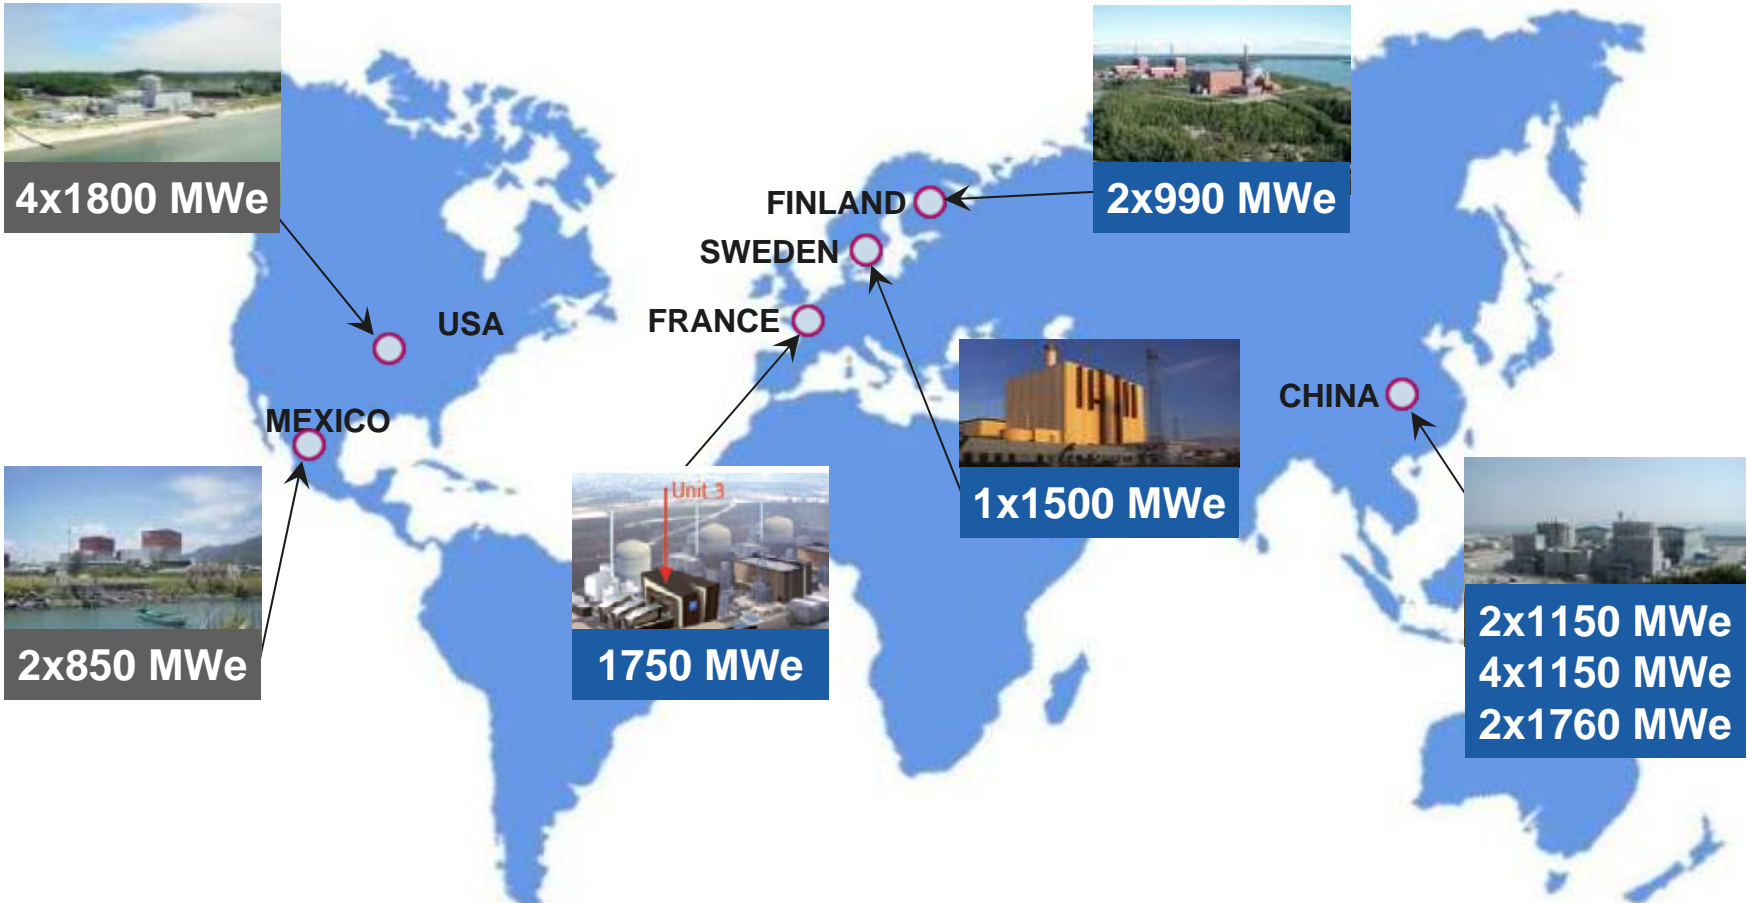 4x1800 MWe
FINLAND
2x990 MWe
SWEDEN
USA
FRANCE
MEXICO
CHINA
1x1500 MWe
Unit 3
2x850 MWe
1750 MWe
2x1150 MWe
4x1150 MWe
2x1760 MWe